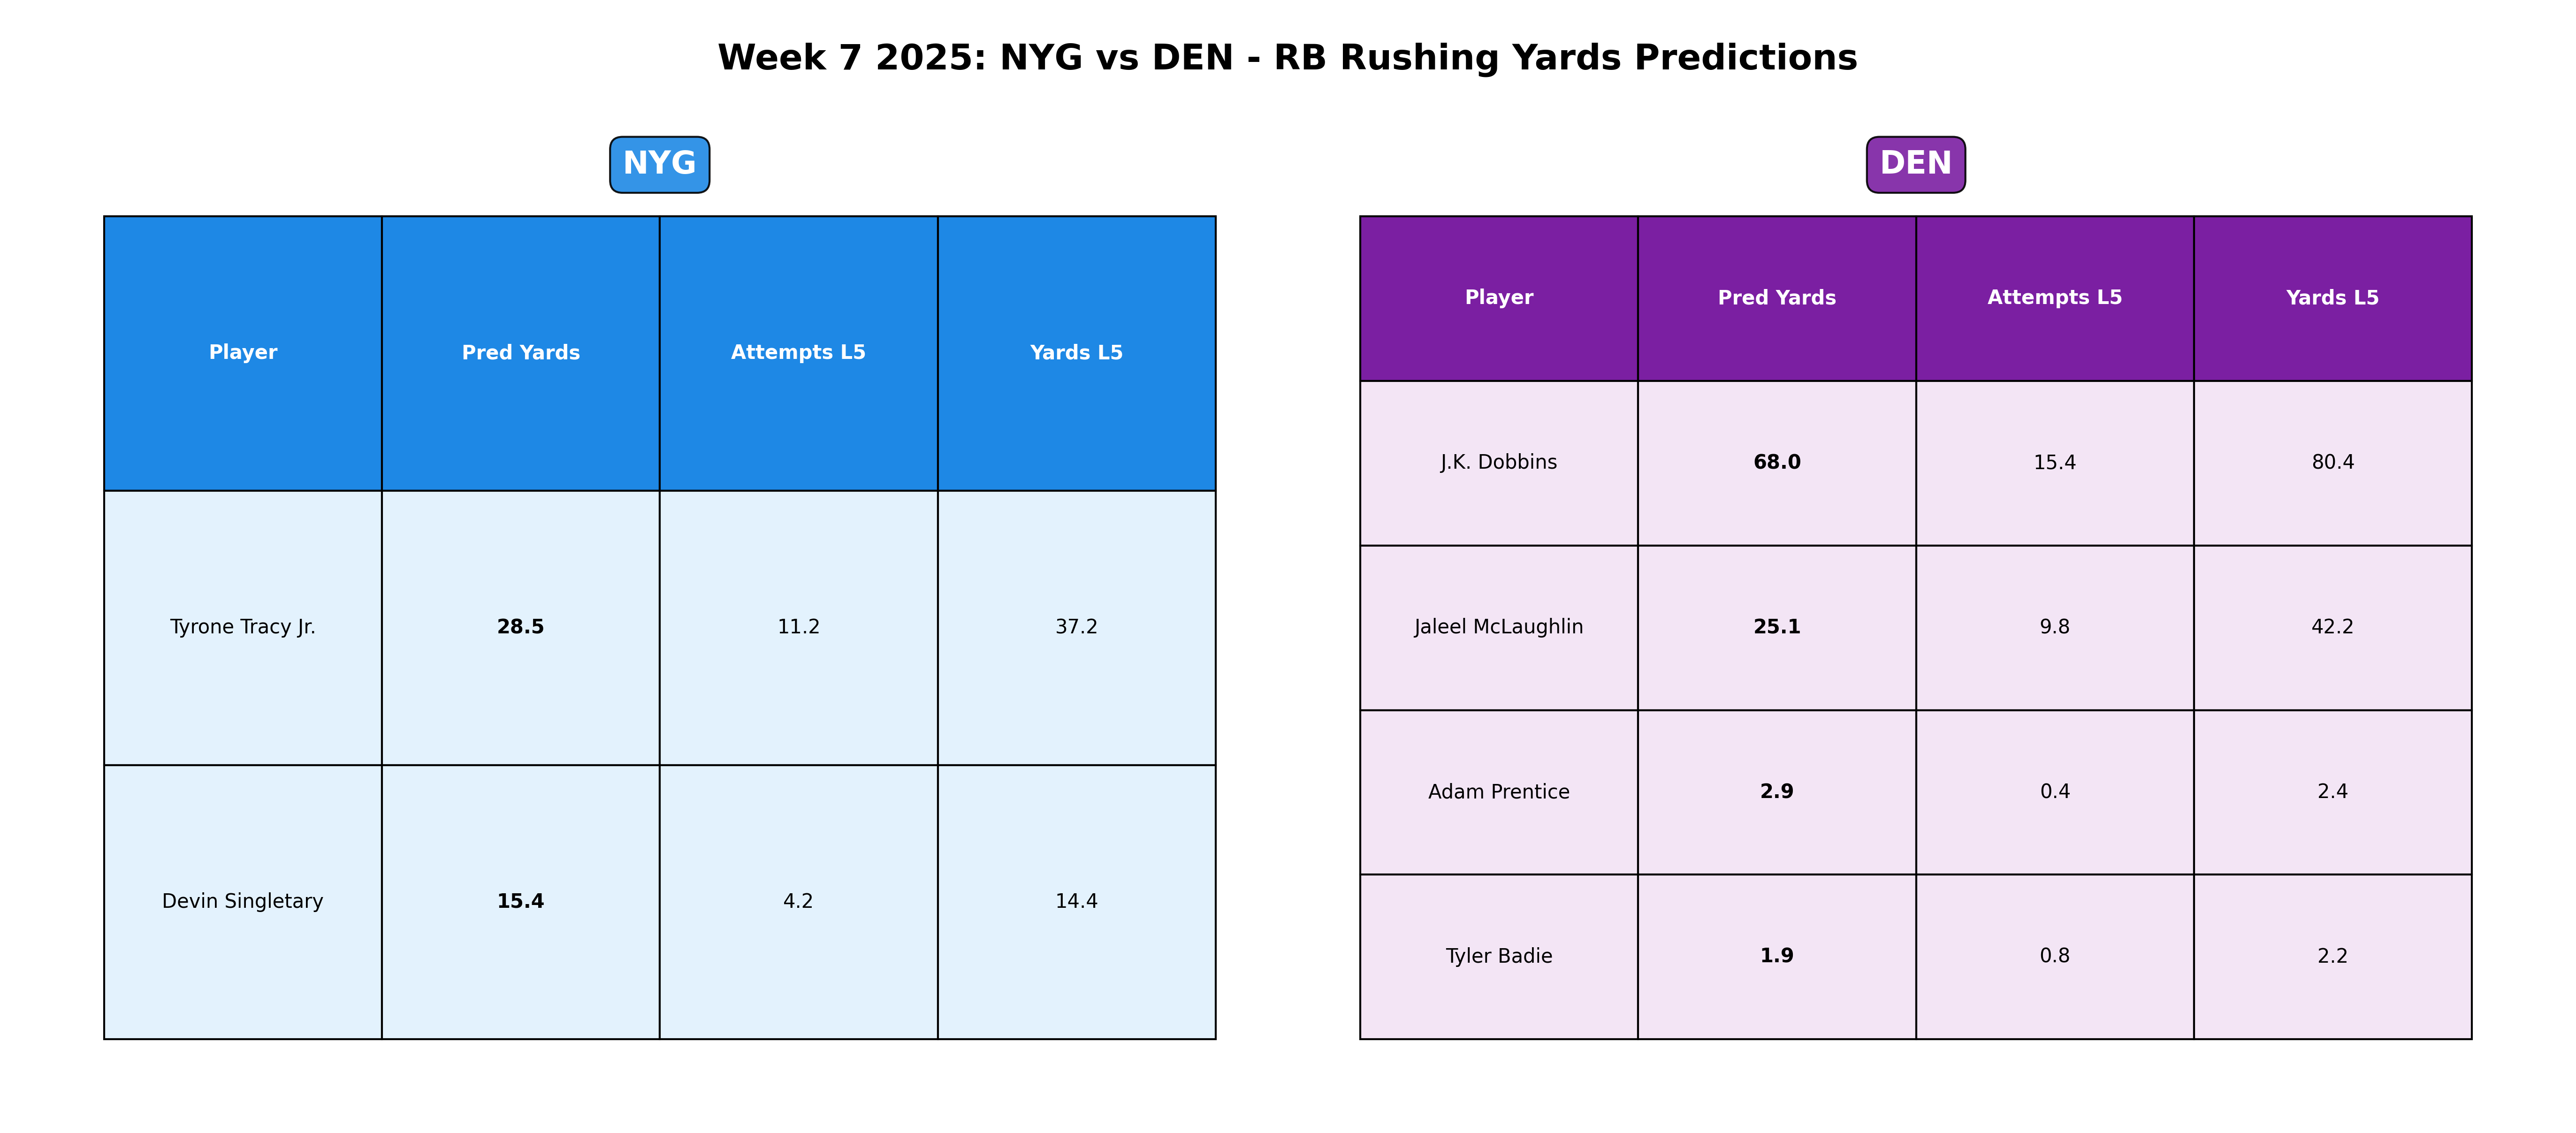 Week 7 2025: NYG vs DEN - RB Rushing Yards Predictions
NYG
Player Pred Yards Attempts L5 Yards L5
Tyrone Tracy Jr. 28.5 11.2 37.2
Devin Singletary 15.4 4.2 14.4
DEN
Player Pred Yards Attempts L5 Yards L5
J.K. Dobbins 68.0 15.4 80.4
Jaleel McLaughlin 25.1 9.8 42.2
Adam Prentice 2.9 0.4 2.4
Tyler Badie 1.9 0.8 2.2